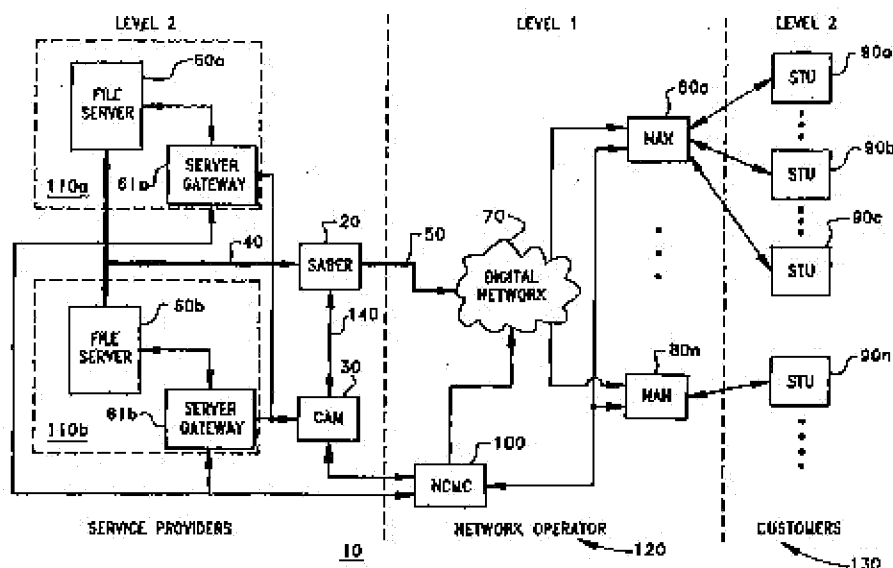 LEVEL 2
LEVEL 1
LEVEL 2
60a
FILE
SERVER
61a
SERVER
GATEWAY
110a
20
40
SABER
50
70
DIGITAL
NETWORK
80a
MAX
90a
STU
90b
STU
90c
STU
60b
FILE
SERVER
140
30
CAM
61b
SERVER
GATEWAY
110b
100
NCMC
80n
MAN
90n
STU
SERVICE PROVIDERS
10
NETWORK OPERATOR
120
CUSTOMERS
130